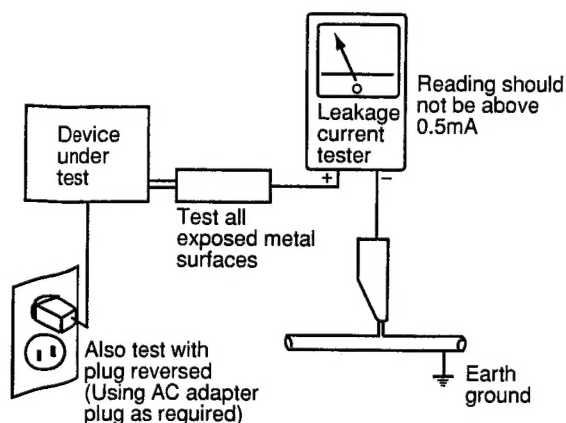 Device
under
test
Leakage
current
tester
+ −
Reading should
not be above
0.5mA
Test all
exposed metal
surfaces
Also test with
plug reversed
(Using AC adapter
plug as required)
Earth
ground